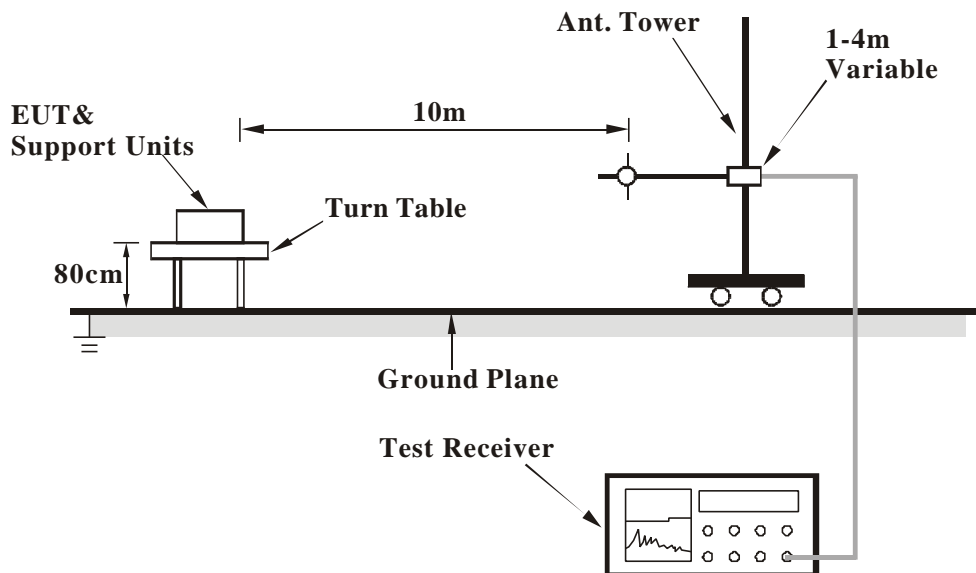 Ant. Tower
1-4m
Variable
EUT&
Support Units
10m
Turn Table
80cm
Ground Plane
Test Receiver